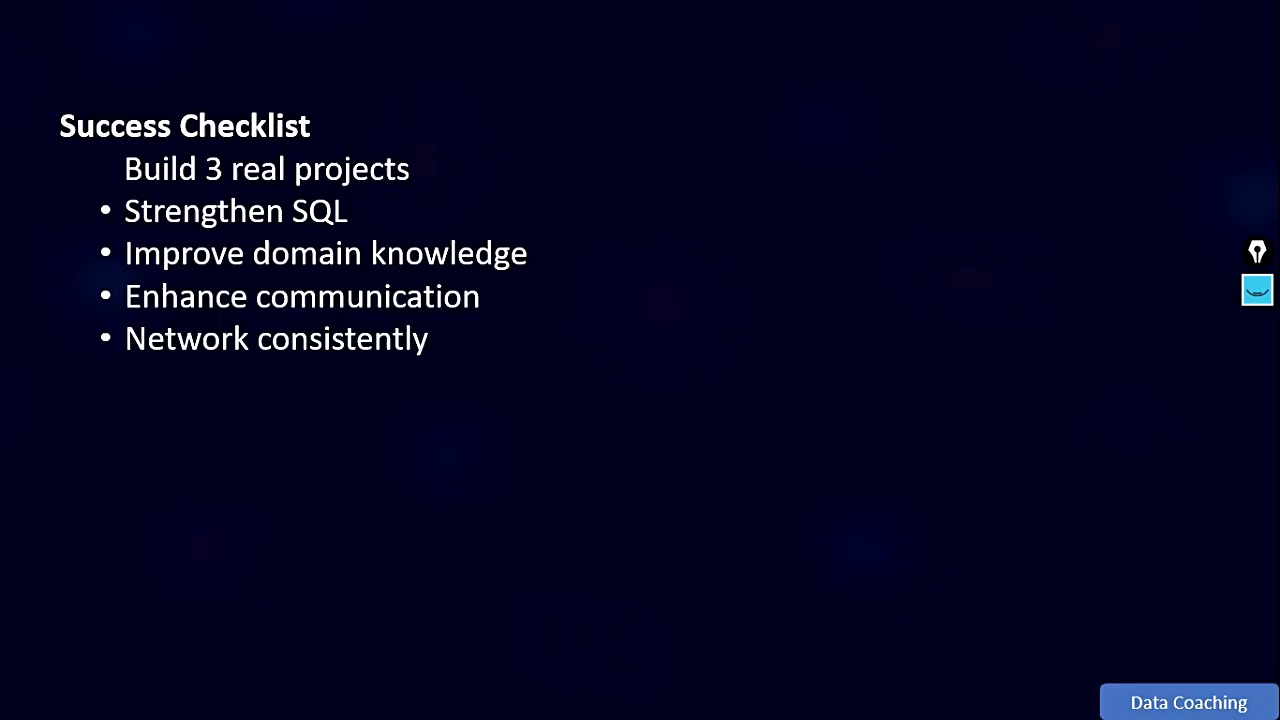 Success Checklist
Build 3 real projects
• Strengthen SQL
• Improve domain knowledge
• Enhance communication
• Network consistently
Data Coaching